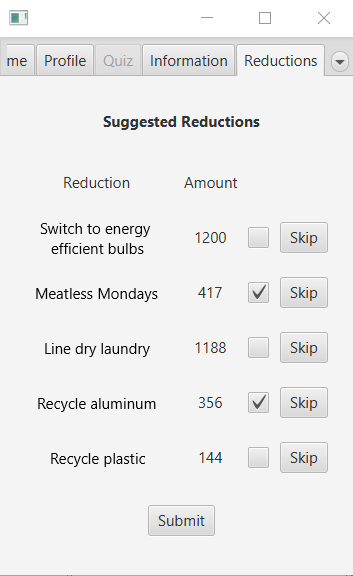 me Profile Quiz Information Reductions
Suggested Reductions
Reduction Amount
Switch to energy
efficient bulbs 1200 Skip
Meatless Mondays 417 Skip
Line dry laundry 1188 Skip
Recycle aluminum 356 Skip
Recycle plastic 144 Skip
Submit